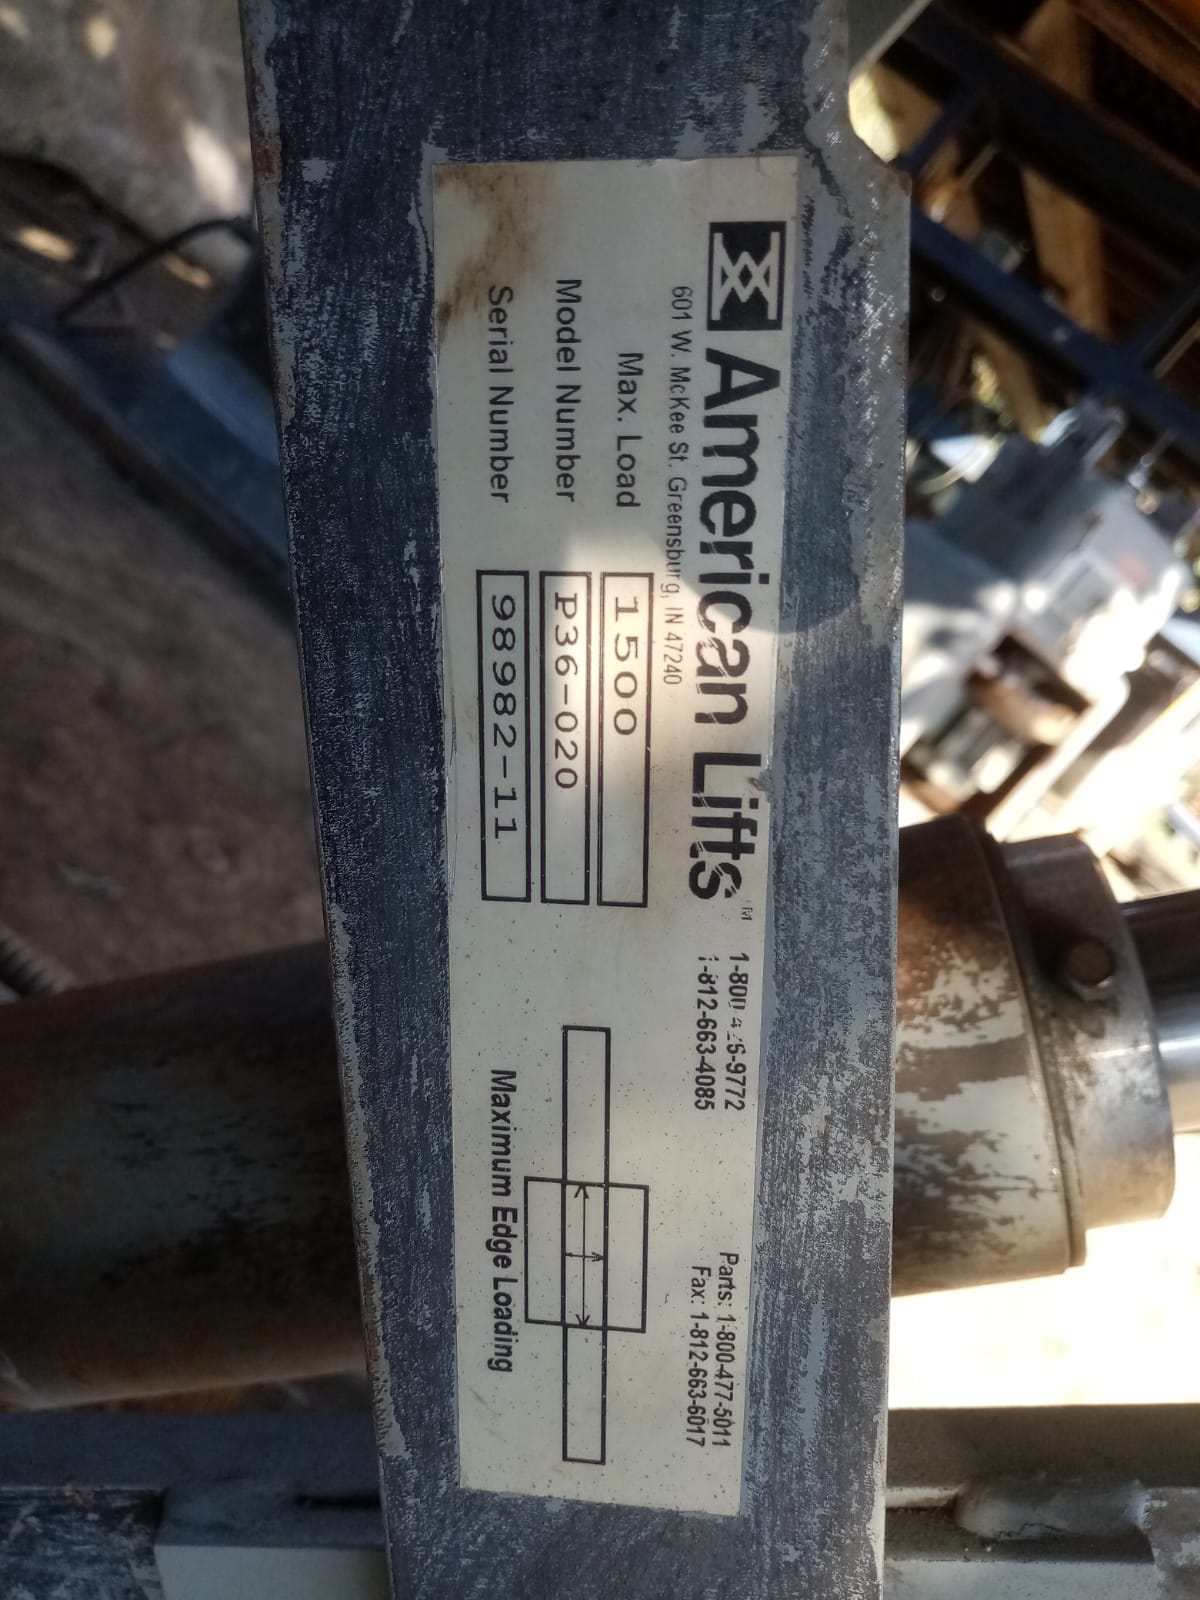 American Lifts™
601 W. McKee St. Greensburg, IN 47240
1-812-663-4085
Parts: 1-800-477-5011
Fax: 1-812-663-6017
Max. Load 1500
Model Number P36-020
Serial Number 98982-11
Maximum Edge Loading